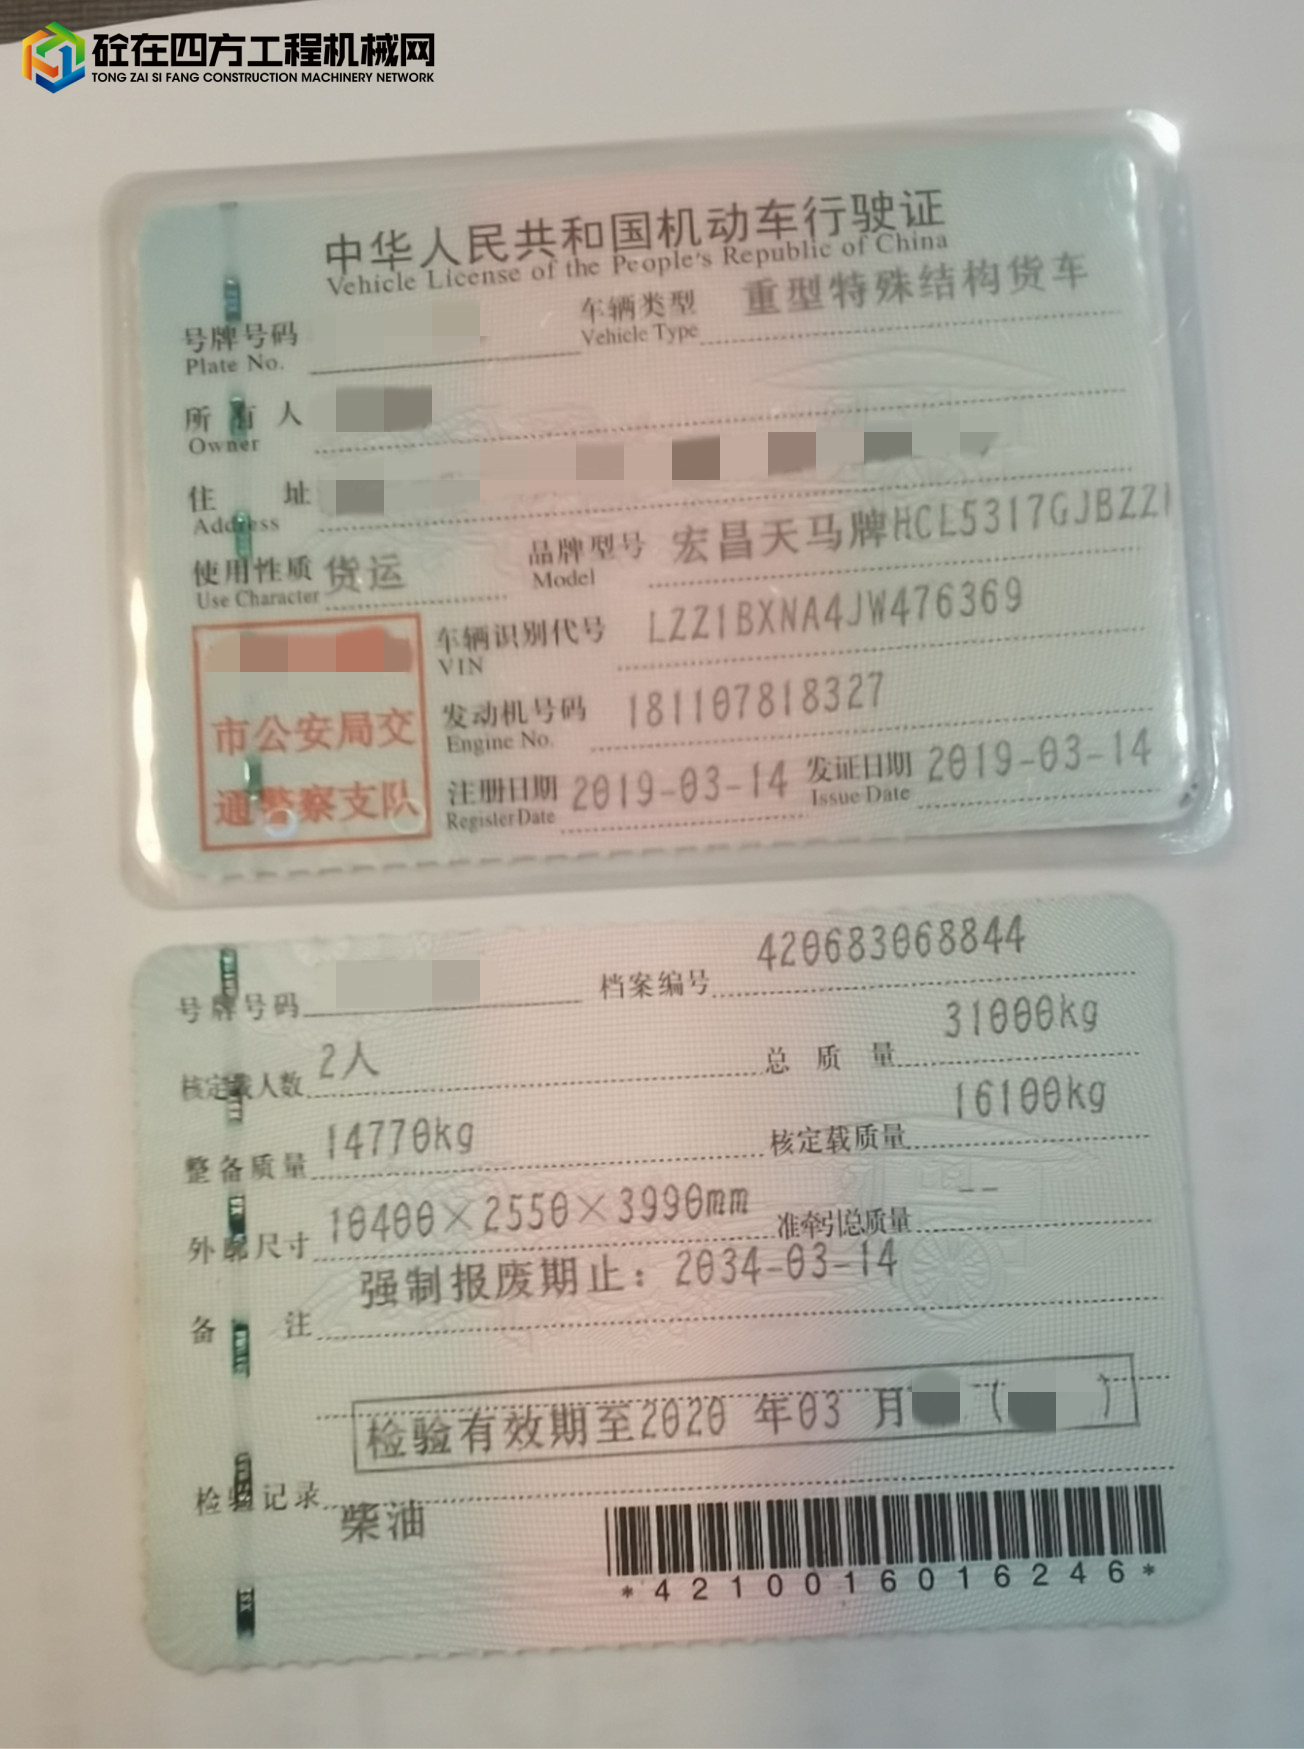 砼在四方工程机械网
TONG ZAI SI FANG CONSTRUCTION MACHINERY NETWORK
中华人民共和国机动车行驶证
Vehicle License of the People's Republic of China
号牌号码 车辆类型 重型特殊结构货车
Plate No. Vehicle Type
所有人
Owner
住址
Address
使用性质 货运 品牌型号 宏昌天马牌HCL5317GJBZZ
Use Character Model
车辆识别代号 LZZ1BXNA4JW476369
VIN
市公安局交
通警察支队
发动机号码 181107818327
Engine No.
注册日期 2019-03-14 发证日期 2019-03-14
Register Date Issue Date
号牌号码 档案编号 420683068844
核定载人数 2人 总质量 31000kg
整备质量 14770kg 核定载质量 16100kg
外廓尺寸 10400×2550×3990mm 准牵引总质量 --
备注 强制报废期止：2034-03-14
检验有效期至2020 年03 月 ( )
检验记录
柴油
*4210016016246*